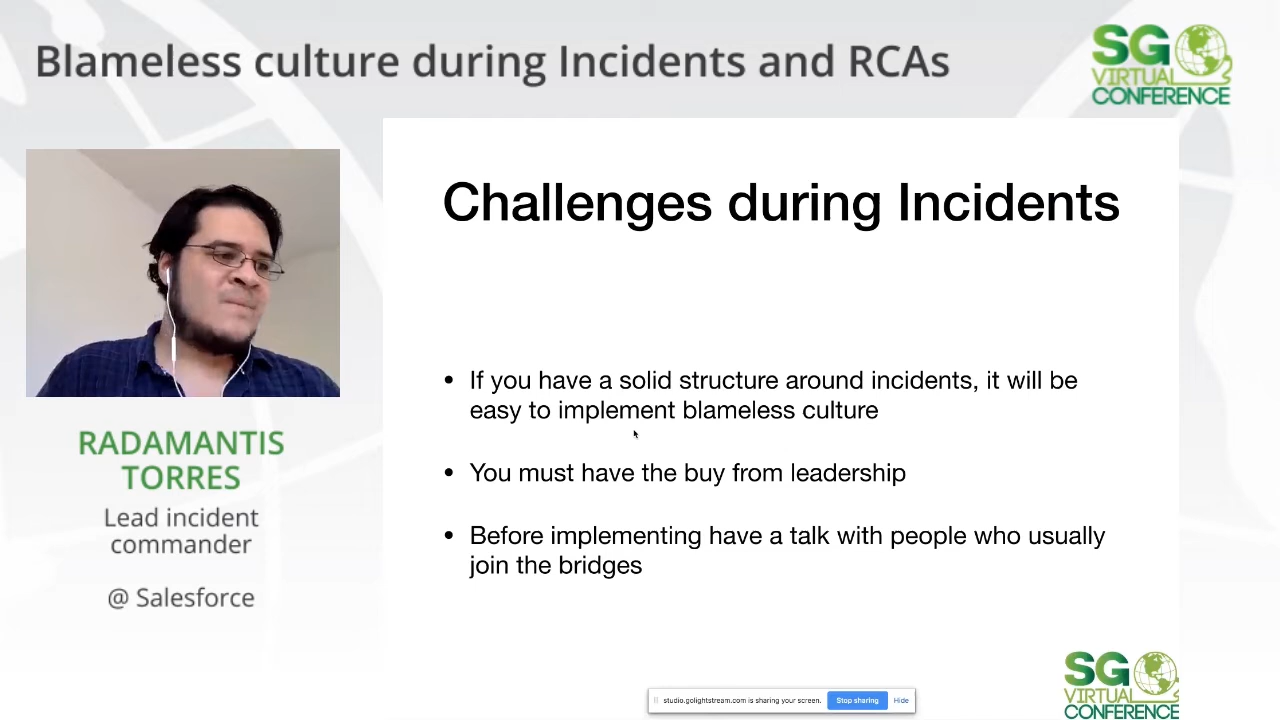 Blameless culture during Incidents and RCAs
SG
VIRTUAL
CONFERENCE
Challenges during Incidents
• If you have a solid structure around incidents, it will be
easy to implement blameless culture
• You must have the buy from leadership
• Before implementing have a talk with people who usually
join the bridges
RADAMANTIS
TORRES
Lead incident
commander
@ Salesforce
SG
VIRTUAL
CONFERENCE
studio.golightstream.com is sharing your screen.
Stop sharing
Hide